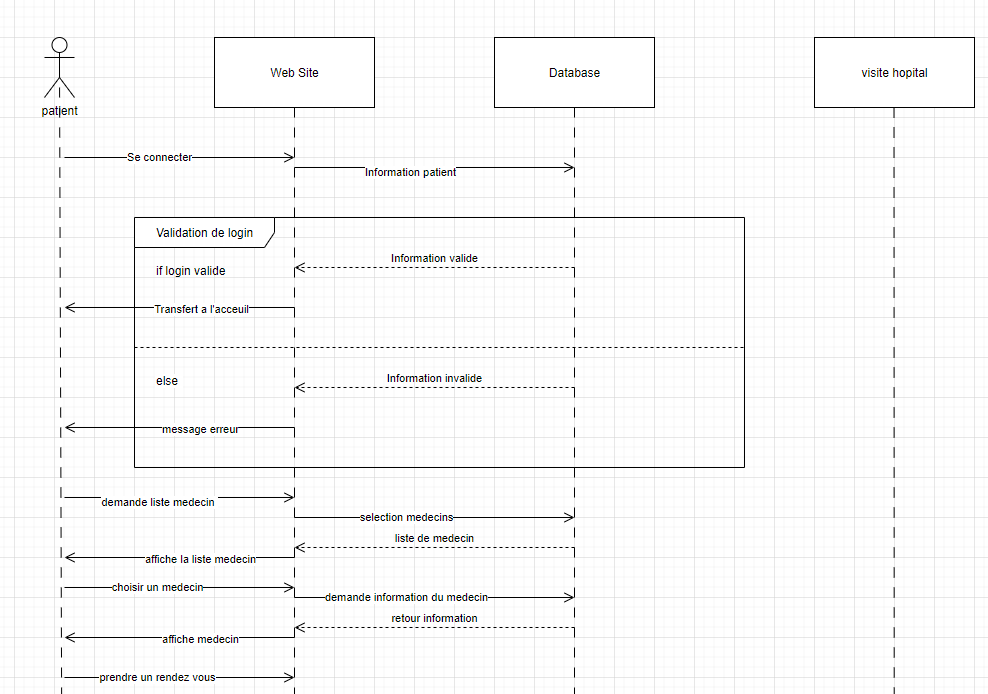 patient
Web Site
Database
visite hopital
Se connecter
Information patient
Validation de login
Information valide
if login valide
Transfert a l'acceuil
Information invalide
else
message erreur
demande liste medecin
selection medecins
liste de medecin
affiche la liste medecin
choisir un medecin
demande information du medecin
retour information
affiche medecin
prendre un rendez vous